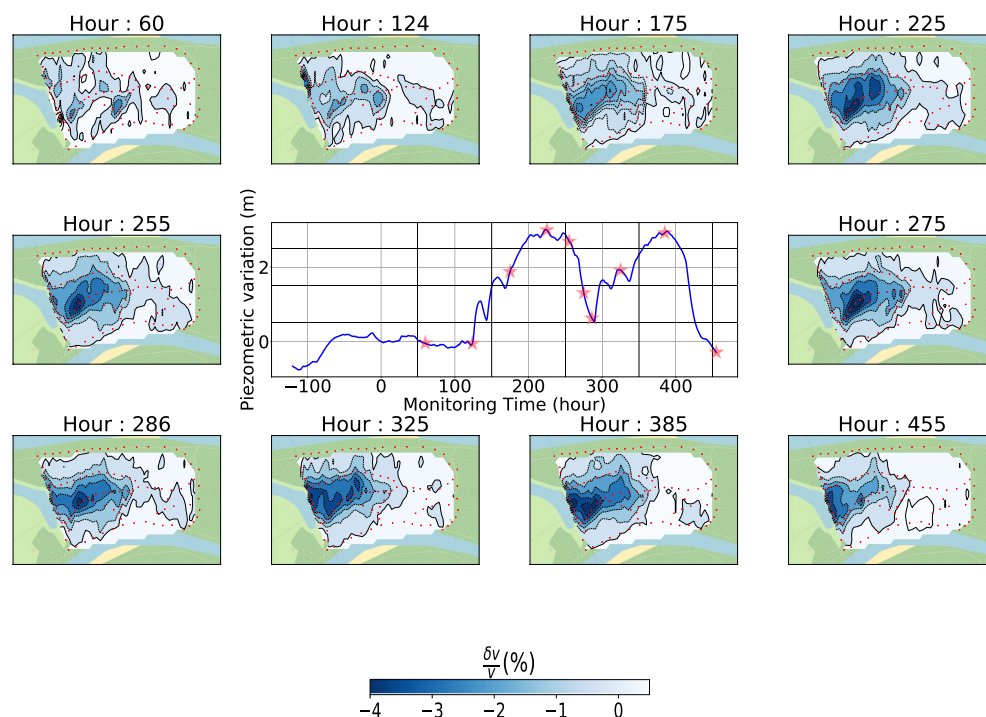 Hour : 60
Hour : 124
Hour : 175
Hour : 225
Hour : 255
Piezometric variation (m)
2
0
−100
0
100
200
300
400
Monitoring Time (hour)
Hour : 275
Hour : 286
Hour : 325
Hour : 385
Hour : 455
δv/v (%)
−4
−3
−2
−1
0